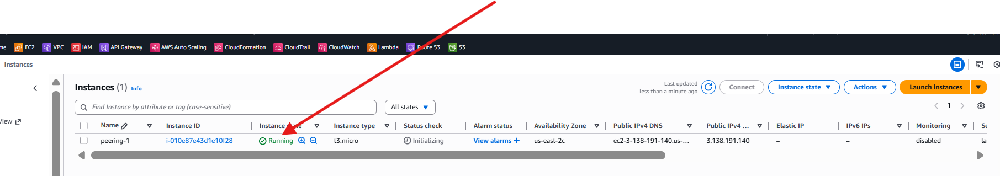 me EC2 VPC IAM API Gateway AWS Auto Scaling CloudFormation CloudTrail CloudWatch Lambda Route 53 S3
Instances
Instances (1) Info
Last updated
less than a minute ago
Connect Instance state Actions Launch instances
View
Find Instance by attribute or tag (case-sensitive) All states 1
Name Instance ID Instance state Instance type Status check Alarm status Availability Zone Public IPv4 DNS Public IPv4 ... Elastic IP IPv6 IPs Monitoring Se
peering-1 i-010e87e43d1e10f28 Running t3.micro Initializing View alarms + us-east-2c ec2-3-138-191-140.us-... 3.138.191.140 – – disabled la